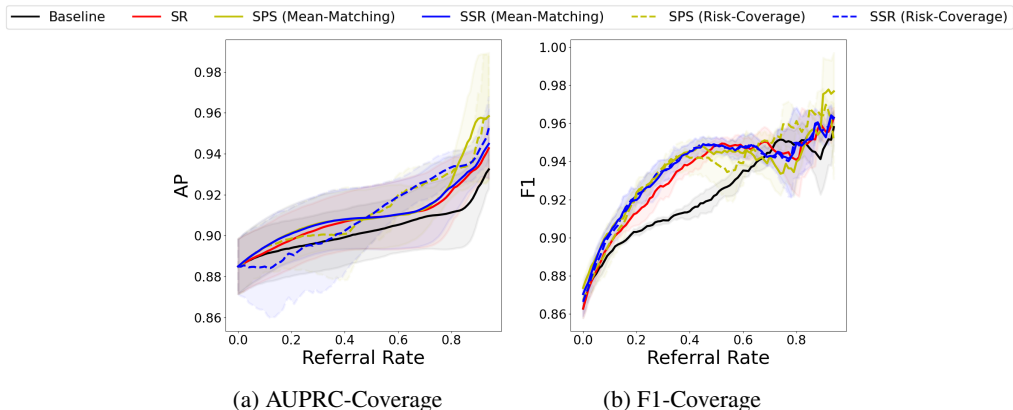 Baseline SR SPS (Mean-Matching) SSR (Mean-Matching) SPS (Risk-Coverage) SSR (Risk-Coverage)
AP
0.98
0.96
0.94
0.92
0.90
0.88
0.86
0.0 0.2 0.4 0.6 0.8
Referral Rate
(a) AUPRC-Coverage
F1
1.00
0.98
0.96
0.94
0.92
0.90
0.88
0.86
0.0 0.2 0.4 0.6 0.8
Referral Rate
(b) F1-Coverage